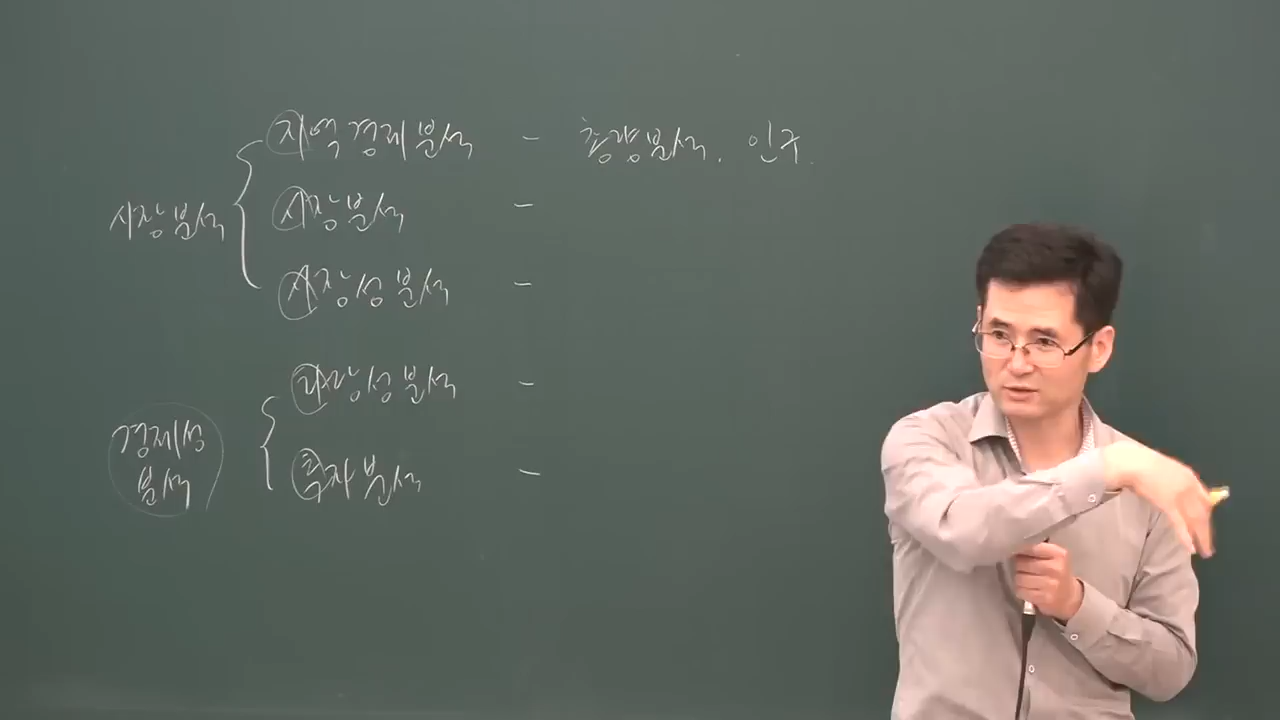 지역경제분석 - 총량분석. 인구.
시장분석
시장분석 -
시장성분석 -
타당성분석 -
경제성
분석
투자분석 -